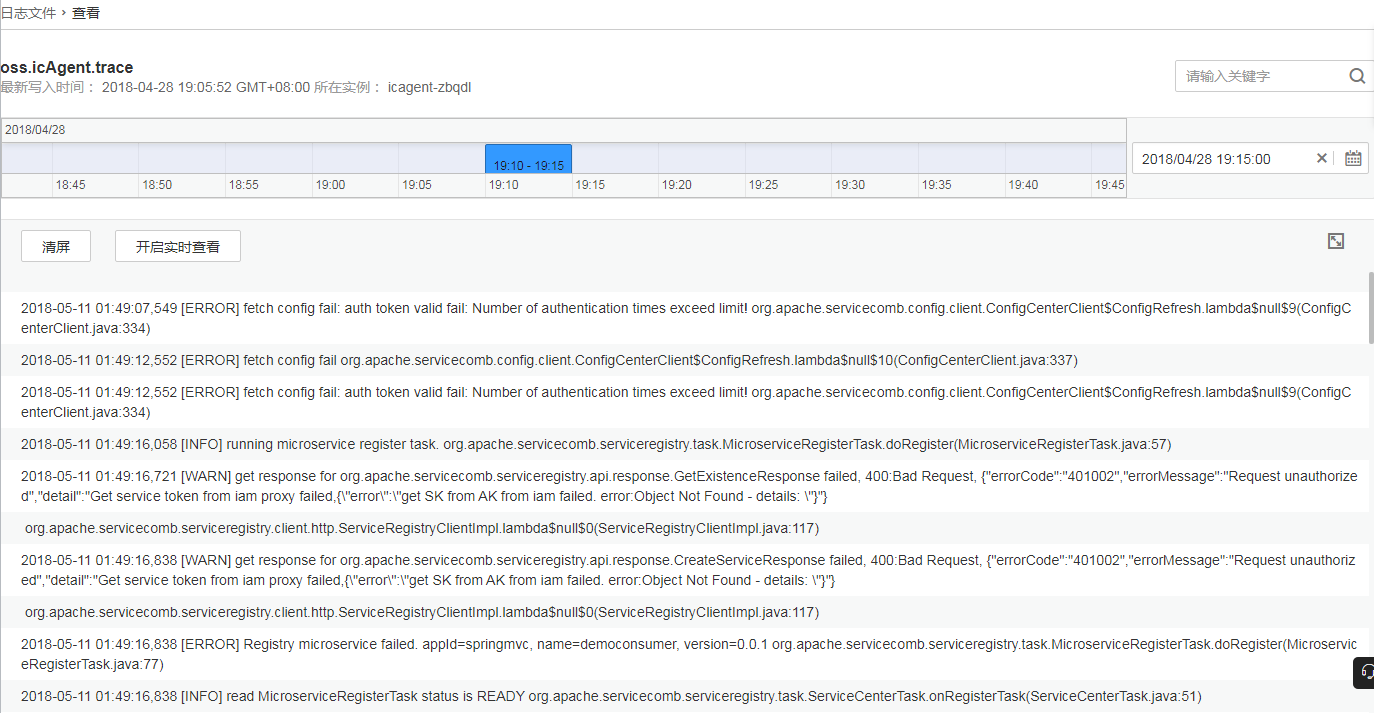 日志文件 › 查看
oss.icAgent.trace
最新写入时间： 2018-04-28 19:05:52 GMT+08:00 所在实例： icagent-zbqdl
请输入关键字
2018/04/28
19:10 - 19:15
2018/04/28 19:15:00
18:45 18:50 18:55 19:00 19:05 19:10 19:15 19:20 19:25 19:30 19:35 19:40 19:45
清屏 开启实时查看
2018-05-11 01:49:07,549 [ERROR] fetch config fail: auth token valid fail: Number of authentication times exceed limit! org.apache.servicecomb.config.client.ConfigCenterClient$ConfigRefresh.lambda$null$9(ConfigC
enterClient.java:334)
2018-05-11 01:49:12,552 [ERROR] fetch config fail org.apache.servicecomb.config.client.ConfigCenterClient$ConfigRefresh.lambda$null$10(ConfigCenterClient.java:337)
2018-05-11 01:49:12,552 [ERROR] fetch config fail: auth token valid fail: Number of authentication times exceed limit! org.apache.servicecomb.config.client.ConfigCenterClient$ConfigRefresh.lambda$null$9(ConfigC
enterClient.java:334)
2018-05-11 01:49:16,058 [INFO] running microservice register task. org.apache.servicecomb.serviceregistry.task.MicroserviceRegisterTask.doRegister(MicroserviceRegisterTask.java:57)
2018-05-11 01:49:16,721 [WARN] get response for org.apache.servicecomb.serviceregistry.api.response.GetExistenceResponse failed, 400:Bad Request, {"errorCode":"401002","errorMessage":"Request unauthorize
d","detail":"Get service token from iam proxy failed,{\"error\":\"get SK from AK from iam failed. error:Object Not Found - details: \"}"}
org.apache.servicecomb.serviceregistry.client.http.ServiceRegistryClientImpl.lambda$null$0(ServiceRegistryClientImpl.java:117)
2018-05-11 01:49:16,838 [WARN] get response for org.apache.servicecomb.serviceregistry.api.response.CreateServiceResponse failed, 400:Bad Request, {"errorCode":"401002","errorMessage":"Request unauthoriz
ed","detail":"Get service token from iam proxy failed,{\"error\":\"get SK from AK from iam failed. error:Object Not Found - details: \"}"}
org.apache.servicecomb.serviceregistry.client.http.ServiceRegistryClientImpl.lambda$null$0(ServiceRegistryClientImpl.java:117)
2018-05-11 01:49:16,838 [ERROR] Registry microservice failed. appId=springmvc, name=democonsumer, version=0.0.1 org.apache.servicecomb.serviceregistry.task.MicroserviceRegisterTask.doRegister(Microservic
eRegisterTask.java:77)
2018-05-11 01:49:16,838 [INFO] read MicroserviceRegisterTask status is READY org.apache.servicecomb.serviceregistry.task.ServiceCenterTask.onRegisterTask(ServiceCenterTask.java:51)